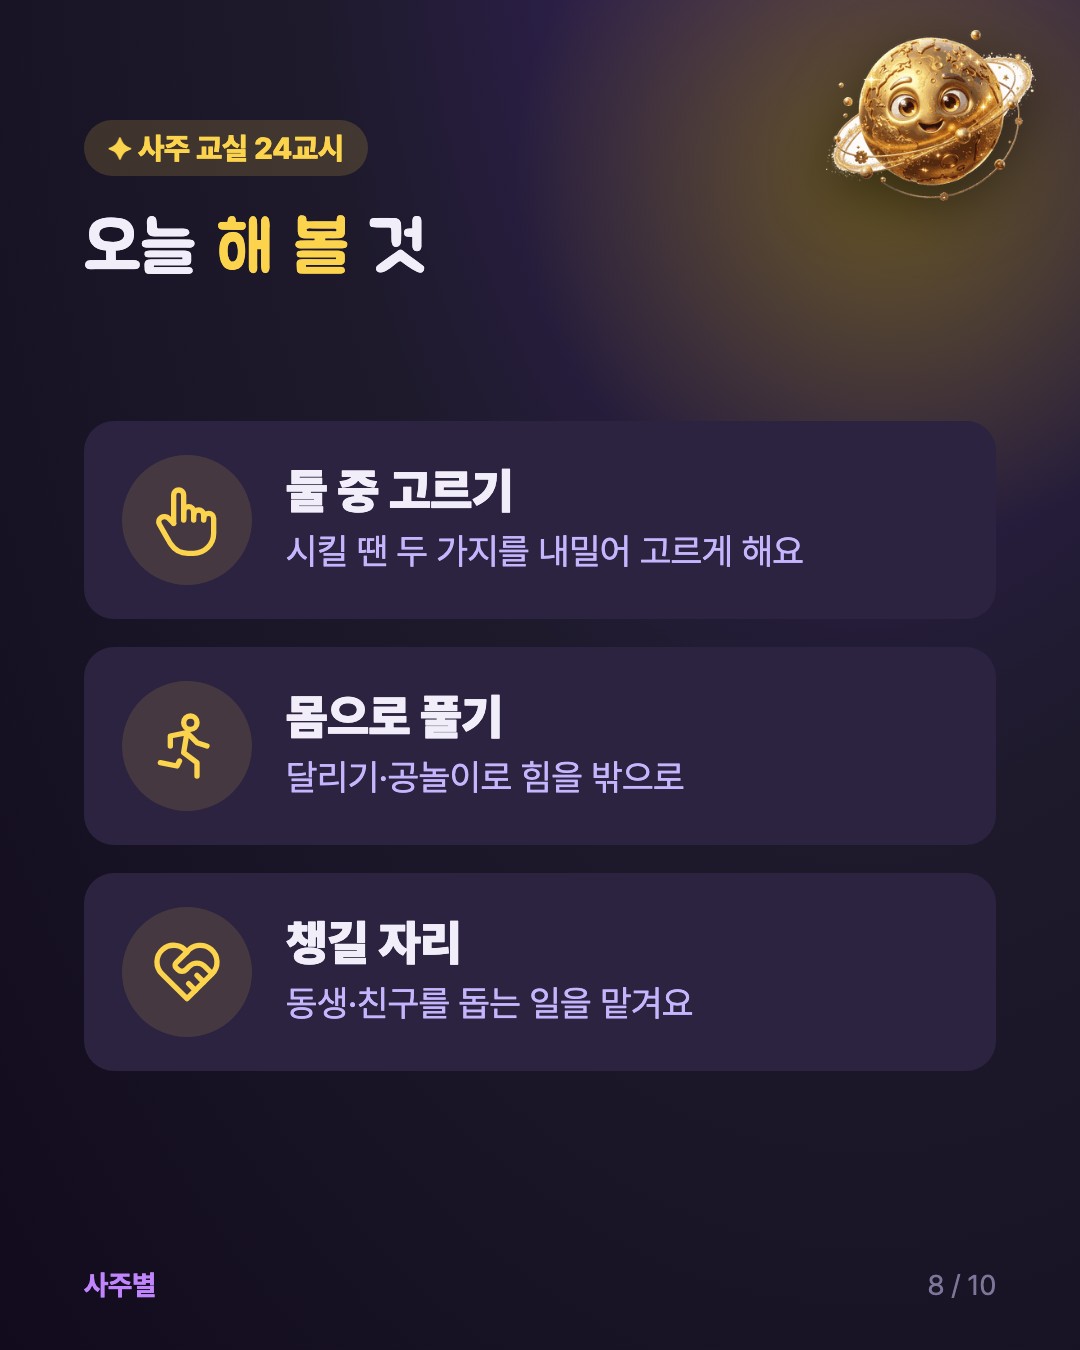 ✦ 사주 교실 24교시
오늘 해 볼 것
둘 중 고르기
시킬 땐 두 가지를 내밀어 고르게 해요
몸으로 풀기
달리기·공놀이로 힘을 밖으로
챙길 자리
동생·친구를 돕는 일을 맡겨요
사주별
8 / 10